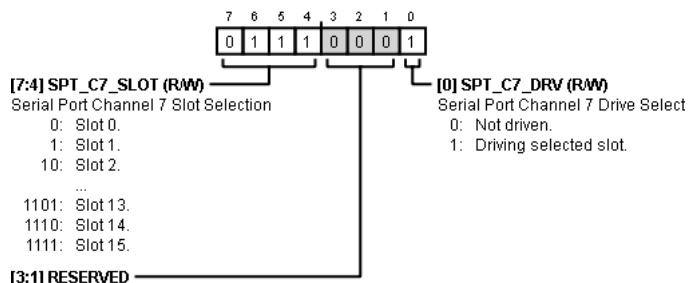 7 6 5 4 3 2 1 0
0 1 1 1 0 0 0 1
[7:4] SPT_C7_SLOT (R/W)
Serial Port Channel 7 Slot Selection
0: Slot 0.
1: Slot 1.
10: Slot 2.
...
1101: Slot 13.
1110: Slot 14.
1111: Slot 15.
[3:1] RESERVED
[0] SPT_C7_DRV (R/W)
Serial Port Channel 7 Drive Select
0: Not driven.
1: Driving selected slot.